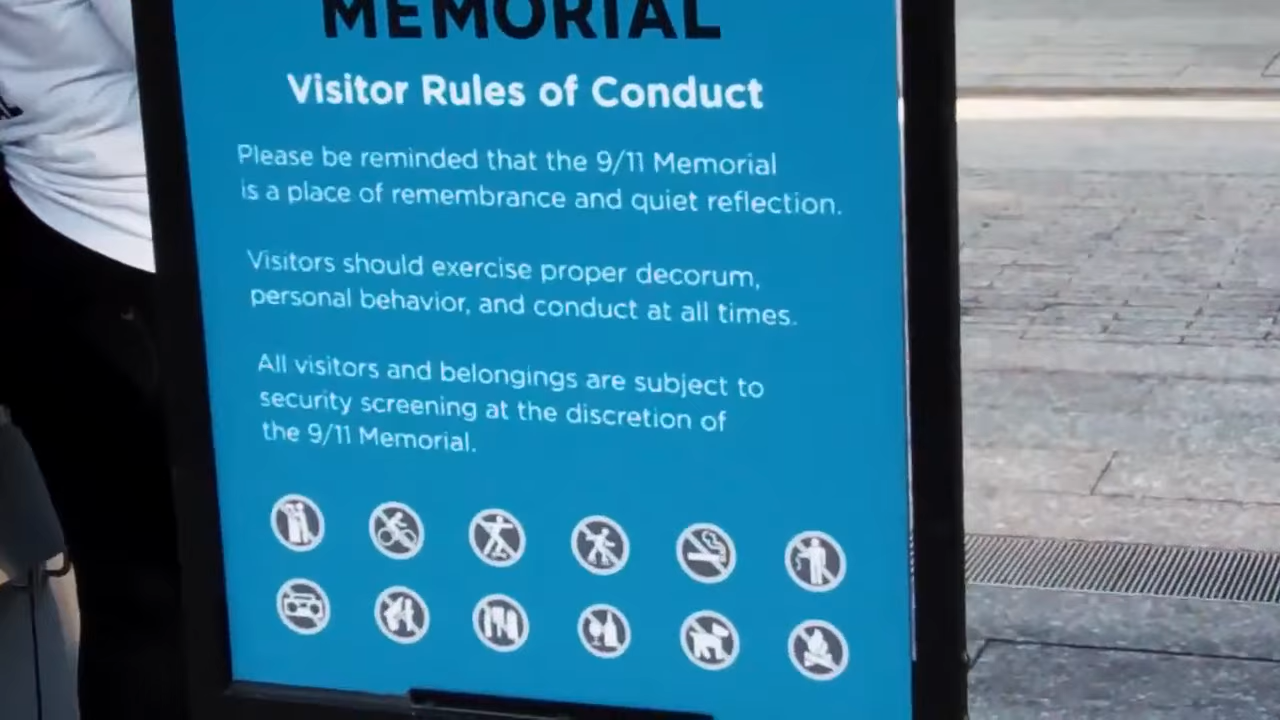 MEMORIAL
Visitor Rules of Conduct
Please be reminded that the 9/11 Memorial
is a place of remembrance and quiet reflection.
Visitors should exercise proper decorum,
personal behavior, and conduct at all times.
All visitors and belongings are subject to
security screening at the discretion of
the 9/11 Memorial.